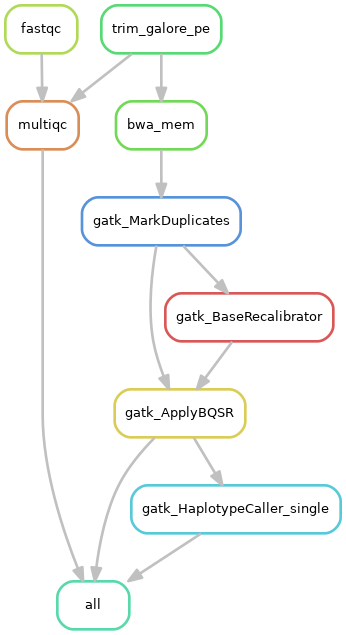 fastqc
trim_galore_pe
multiqc
bwa_mem
gatk_MarkDuplicates
gatk_BaseRecalibrator
gatk_ApplyBQSR
gatk_HaplotypeCaller_single
all